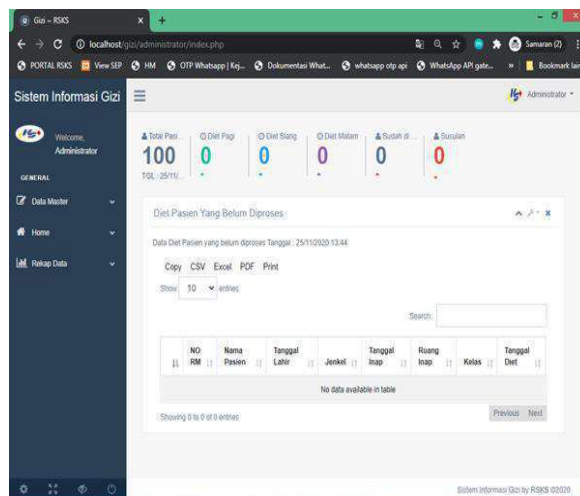 Gizi – RSKS
localhost/gizi/administrator/index.php
Samaran (2)
PORTAL RSKS View SEP HM OTP Whatsapp | Kej... Dokumentasi What... whatsapp otp api WhatsApp API gate... » Bookmark lain
Sistem Informasi Gizi
Administrator
Welcome,
Administrator
GENERAL
Data Master
Home
Rekap Data
Total Pasi... Diet Pagi Diet Siang Diet Malam Sudah di ... Susulan
100 0 0 0 0 0
TGL : 25/11/...
Diet Pasien Yang Belum Diproses
Data Diet Pasien yang belum diproses Tanggal : 25/11/2020 13:44
Copy CSV Excel PDF Print
Show 10 entries
Search:
NO RM Nama Pasien Tanggal Lahir Jenkel Tanggal Inap Ruang Inap Kelas Tanggal Diet
No data available in table
Showing 0 to 0 of 0 entries
Previous Next
Sistem Informasi Gizi by RSKS ©2020